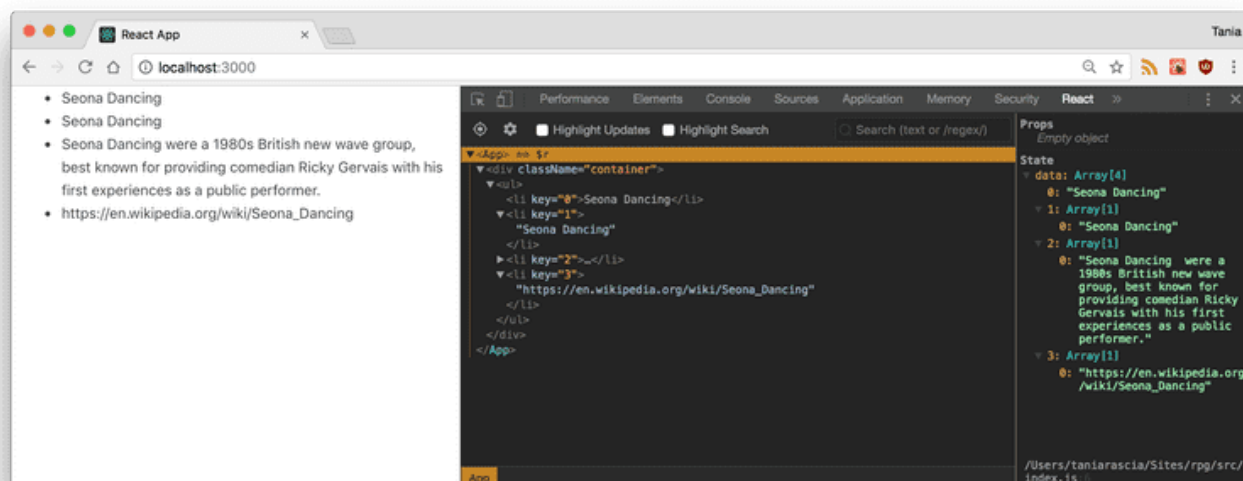 React App
Tania
localhost:3000
Seona Dancing
Seona Dancing
Seona Dancing were a 1980s British new wave group,
best known for providing comedian Ricky Gervais with his
first experiences as a public performer.
https://en.wikipedia.org/wiki/Seona_Dancing
Performance Elements Console Sources Application Memory Security React »
Highlight Updates Highlight Search Search (text or /regex/)
<App> == $r
<div className="container">
<ul>
<li key="0">Seona Dancing</li>
<li key="1">
"Seona Dancing"
</li>
<li key="2">…</li>
<li key="3">
"https://en.wikipedia.org/wiki/Seona_Dancing"
</li>
</ul>
</div>
</App>
App
Props
Empty object
State
data: Array[4]
0: "Seona Dancing"
1: Array[1]
0: "Seona Dancing"
2: Array[1]
0: "Seona Dancing were a
1980s British new wave
group, best known for
providing comedian Ricky
Gervais with his first
experiences as a public
performer."
3: Array[1]
0: "https://en.wikipedia.org
/wiki/Seona_Dancing"
/Users/taniarascia/Sites/rpg/src/
index.js: